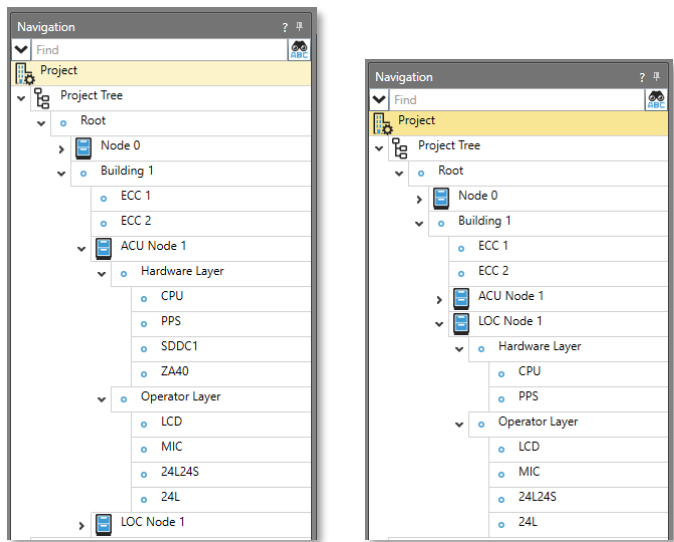 Navigation ?
Find
ABC
Project
Project Tree
Root
Node 0
Building 1
ECC 1
ECC 2
ACU Node 1
Hardware Layer
CPU
PPS
SDDC1
ZA40
Operator Layer
LCD
MIC
24L24S
24L
LOC Node 1
Navigation ?
Find
ABC
Project
Project Tree
Root
Node 0
Building 1
ECC 1
ECC 2
ACU Node 1
LOC Node 1
Hardware Layer
CPU
PPS
Operator Layer
LCD
MIC
24L24S
24L